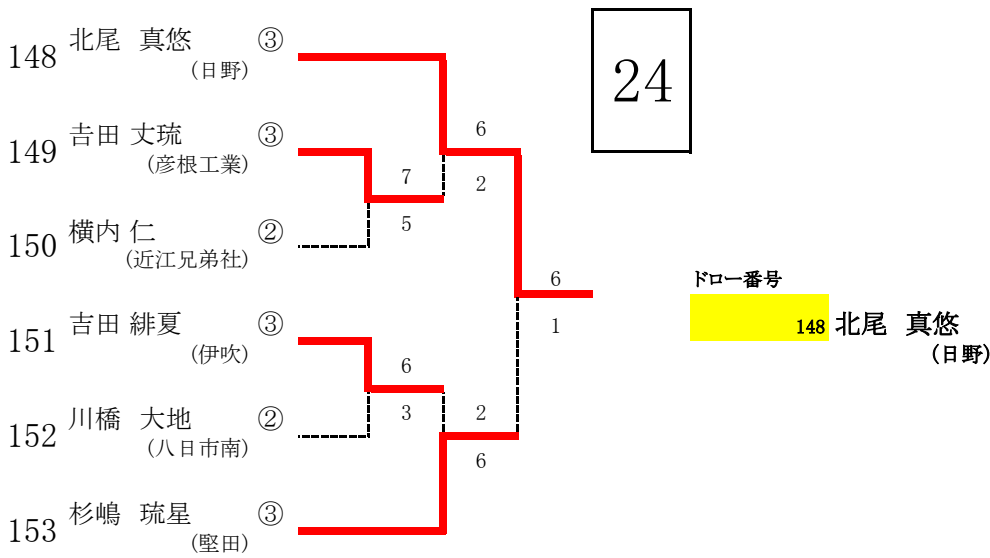 24
148 北尾 真悠 ③
(日野)
149 𠮷田 丈琉 ③
(彦根工業)
150 横内 仁 ②
(近江兄弟社)
151 吉田 緋夏 ③
(伊吹)
152 川橋 大地 ②
(八日市南)
153 杉嶋 琉星 ③
(堅田)
7
5
6
3
6
2
2
6
6
1
ドロー番号
148 北尾 真悠
(日野)